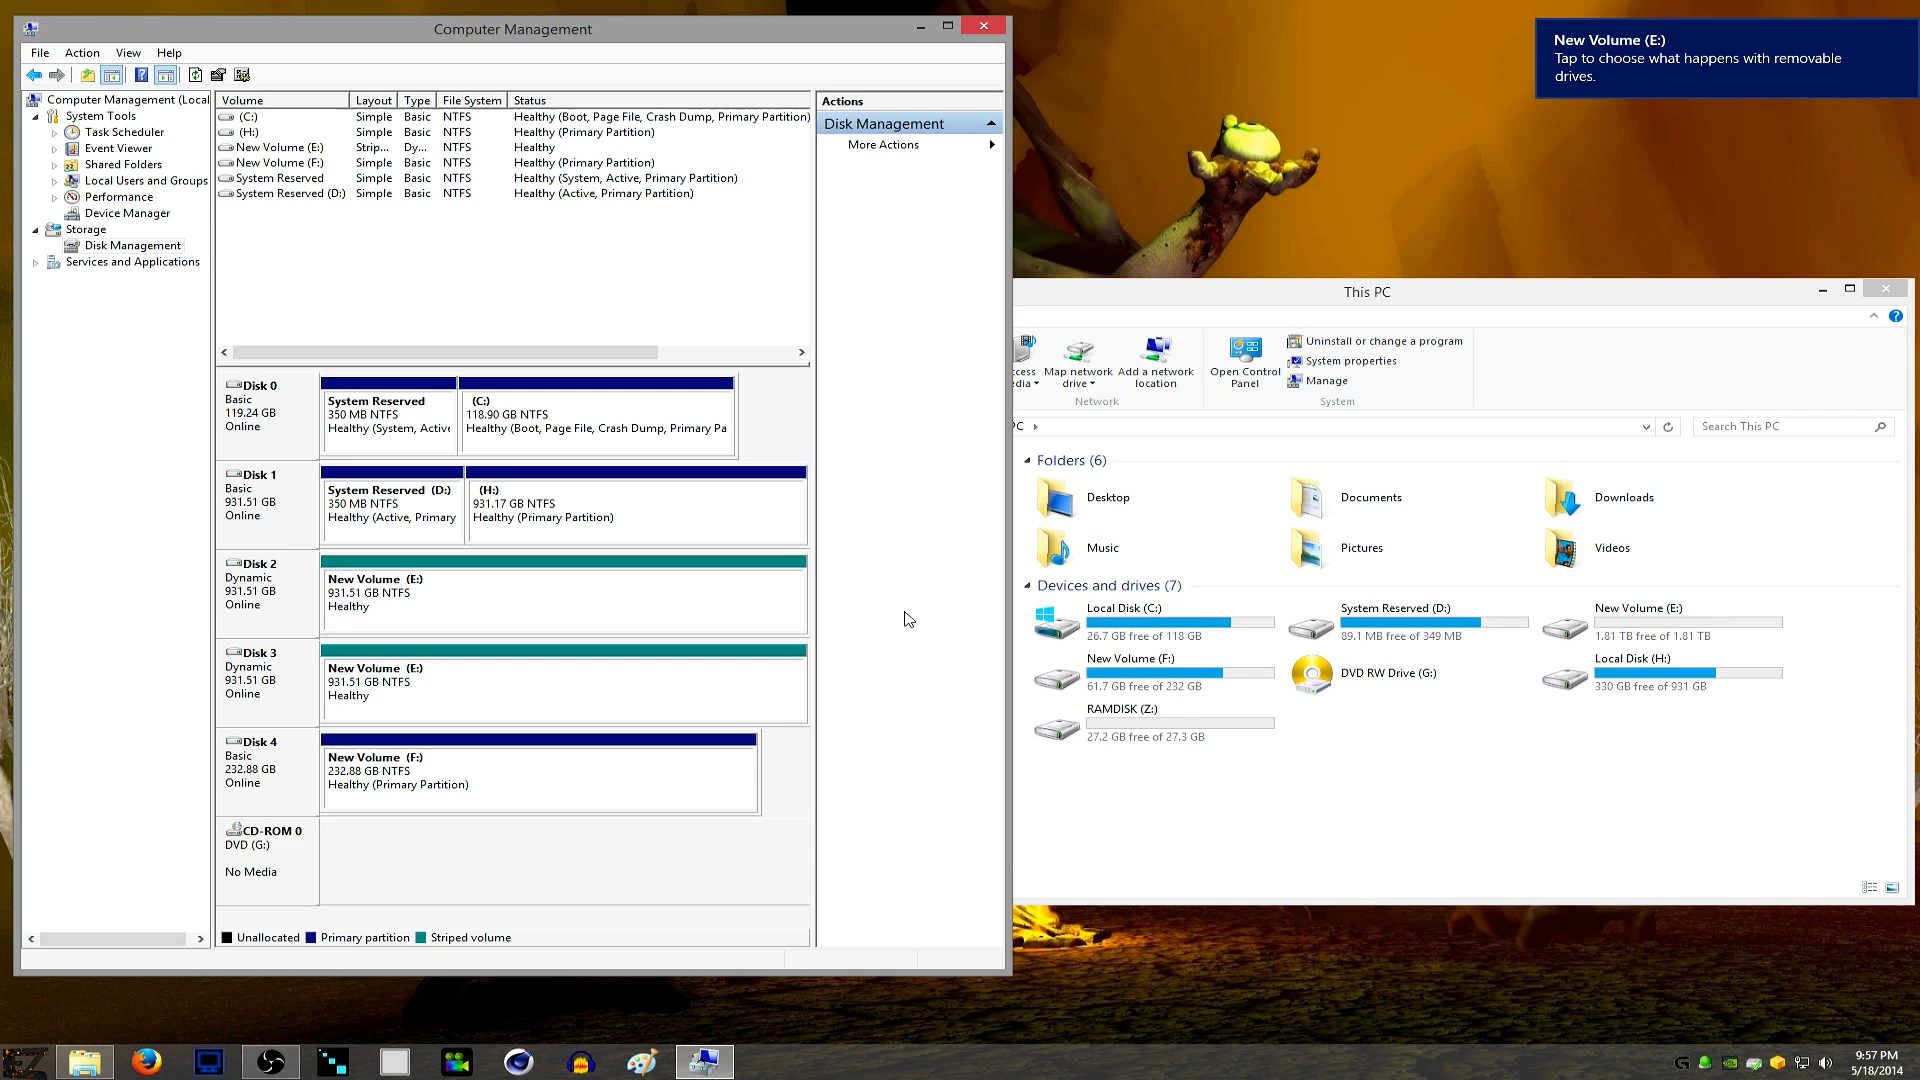 Computer Management
File Action View Help
Computer Management (Local
System Tools
Task Scheduler
Event Viewer
Shared Folders
Local Users and Groups
Performance
Device Manager
Storage
Disk Management
Services and Applications
Volume Layout Type File System Status
(C:) Simple Basic NTFS Healthy (Boot, Page File, Crash Dump, Primary Partition)
(H:) Simple Basic NTFS Healthy (Primary Partition)
New Volume (E:) Strip... Dy... NTFS Healthy
New Volume (F:) Simple Basic NTFS Healthy (Primary Partition)
System Reserved Simple Basic NTFS Healthy (System, Active, Primary Partition)
System Reserved (D:) Simple Basic NTFS Healthy (Active, Primary Partition)
Disk 0
Basic
119.24 GB
Online
System Reserved
350 MB NTFS
Healthy (System, Active
(C:)
118.90 GB NTFS
Healthy (Boot, Page File, Crash Dump, Primary Pa
Disk 1
Basic
931.51 GB
Online
System Reserved (D:)
350 MB NTFS
Healthy (Active, Primary
(H:)
931.17 GB NTFS
Healthy (Primary Partition)
Disk 2
Dynamic
931.51 GB
Online
New Volume (E:)
931.51 GB NTFS
Healthy
Disk 3
Dynamic
931.51 GB
Online
New Volume (E:)
931.51 GB NTFS
Healthy
Disk 4
Basic
232.88 GB
Online
New Volume (F:)
232.88 GB NTFS
Healthy (Primary Partition)
CD-ROM 0
DVD (G:)
No Media
Unallocated Primary partition Striped volume
Actions
Disk Management
More Actions
New Volume (E:)
Tap to choose what happens with removable
drives.
This PC
cess
dia
Map network
drive
Add a network
location
Network
Open Control
Panel
Uninstall or change a program
System properties
Manage
System
PC
Search This PC
Folders (6)
Desktop
Documents
Downloads
Music
Pictures
Videos
Devices and drives (7)
Local Disk (C:)
26.7 GB free of 118 GB
System Reserved (D:)
89.1 MB free of 349 MB
New Volume (E:)
1.81 TB free of 1.81 TB
New Volume (F:)
61.7 GB free of 232 GB
DVD RW Drive (G:)
Local Disk (H:)
330 GB free of 931 GB
RAMDISK (Z:)
27.2 GB free of 27.3 GB
9:57 PM
5/18/2014